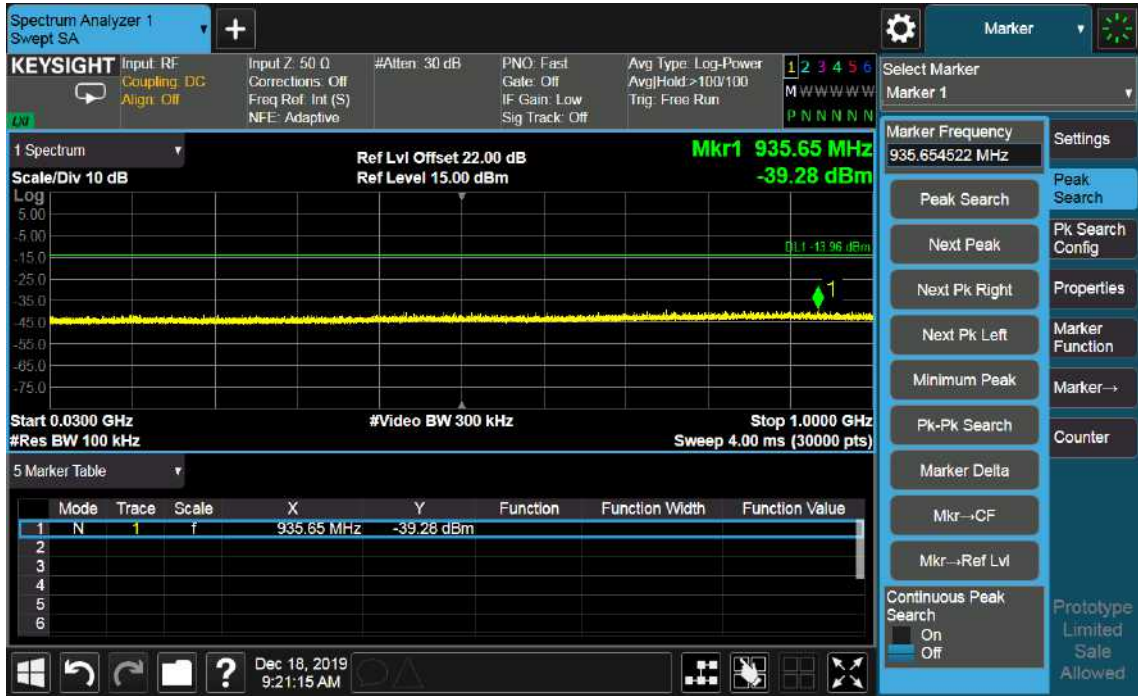 Spectrum Analyzer 1
Swept SA
Marker
KEYSIGHT
Input: RF
Coupling: DC
Align: Off
Input Z: 50 Ω
Corrections: Off
Freq Ref: Int (S)
NFE: Adaptive
#Atten: 30 dB
PNO: Fast
Gate: Off
IF Gain: Low
Sig Track: Off
Avg Type: Log-Power
Avg|Hold:>100/100
Trig: Free Run
1 2 3 4 5 6
M W W W W W
P N N N N N
LXI
Select Marker
Marker 1
1 Spectrum
Scale/Div 10 dB
Ref Lvl Offset 22.00 dB
Ref Level 15.00 dBm
Mkr1 935.65 MHz
-39.28 dBm
Log
5.00
-5.00
-15.0
-25.0
-35.0
-45.0
-55.0
-65.0
-75.0
DL1 -13.96 dBm
1
Start 0.0300 GHz
#Res BW 100 kHz
#Video BW 300 kHz
Stop 1.0000 GHz
Sweep 4.00 ms (30000 pts)
5 Marker Table
Mode Trace Scale X Y Function Function Width Function Value
1 N 1 f 935.65 MHz -39.28 dBm
2
3
4
5
6
Marker Frequency
935.654522 MHz
Peak Search
Next Peak
Next Pk Right
Next Pk Left
Minimum Peak
Pk-Pk Search
Marker Delta
Mkr→CF
Mkr→Ref Lvl
Continuous Peak
Search
On
Off
Settings
Peak
Search
Pk Search
Config
Properties
Marker
Function
Marker→
Counter
Prototype
Limited
Sale
Allowed
?
Dec 18, 2019
9:21:15 AM